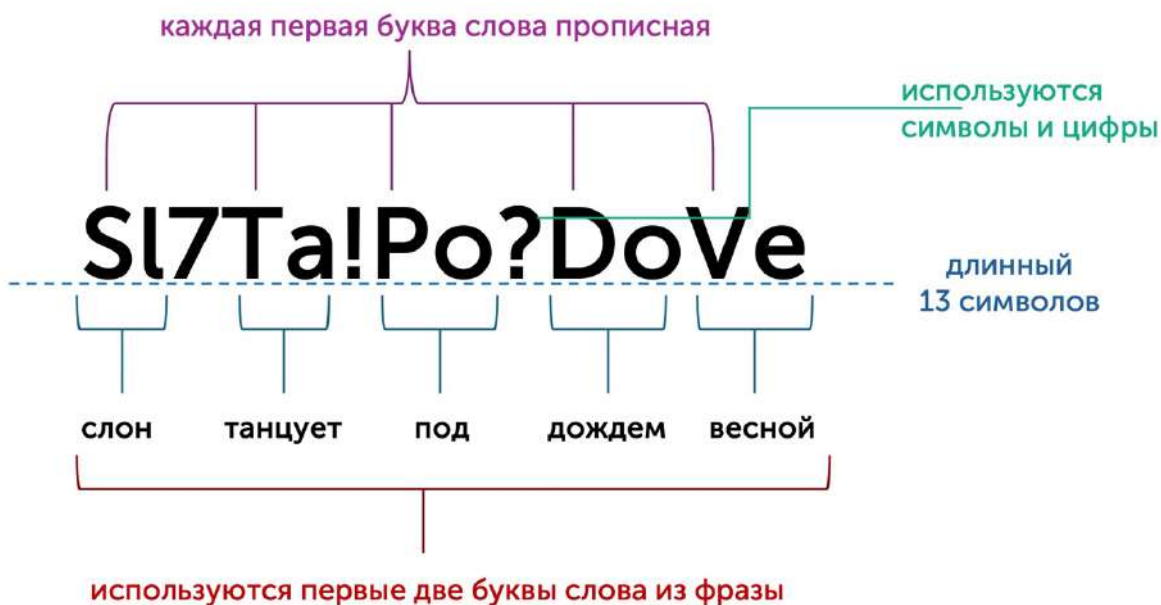 каждая первая буква слова прописная
используются
символы и цифры
Sl7Ta!Po?DoVe
длинный
13 символов
слон танцует под дождем весной
используются первые две буквы слова из фразы